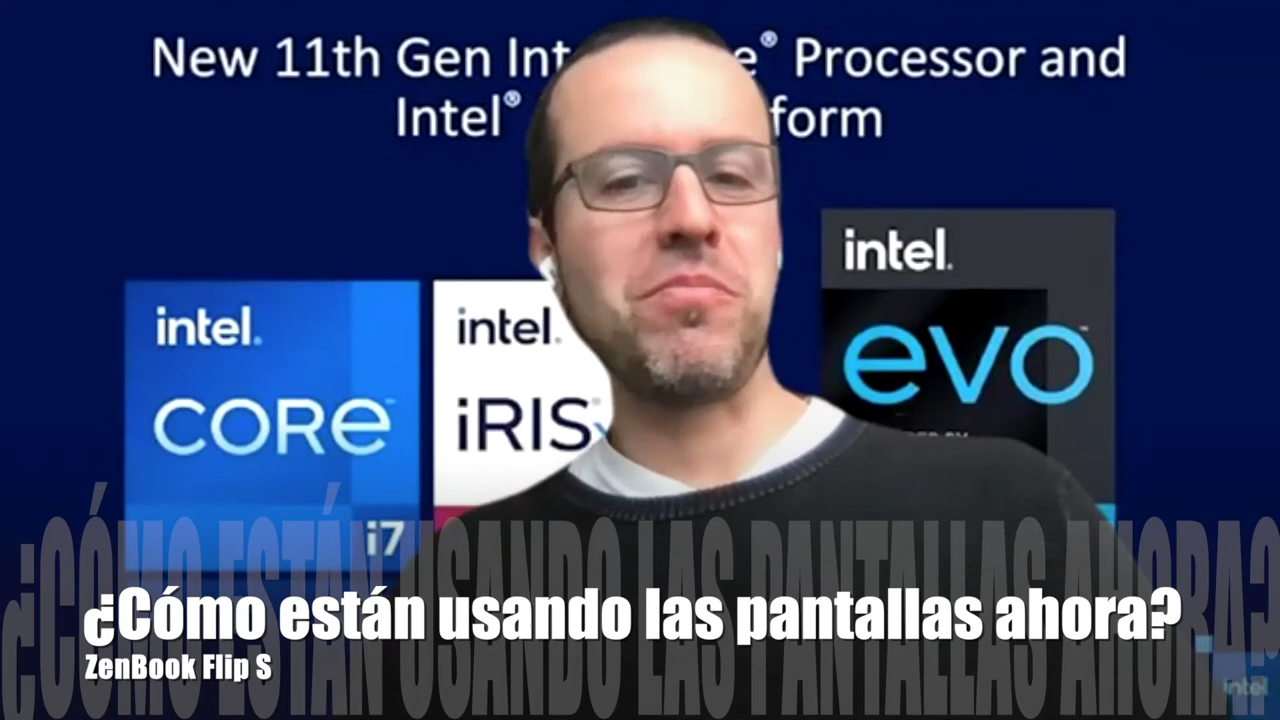 New 11th Gen Int e® Processor and
Intel® form
intel.
CORe
i7
intel.
iRIS
intel.
evo
¿CÓMO ESTÁN USANDO LAS PANTALLAS AHORA?
¿Cómo están usando las pantallas ahora?
ZenBook Flip S
intel